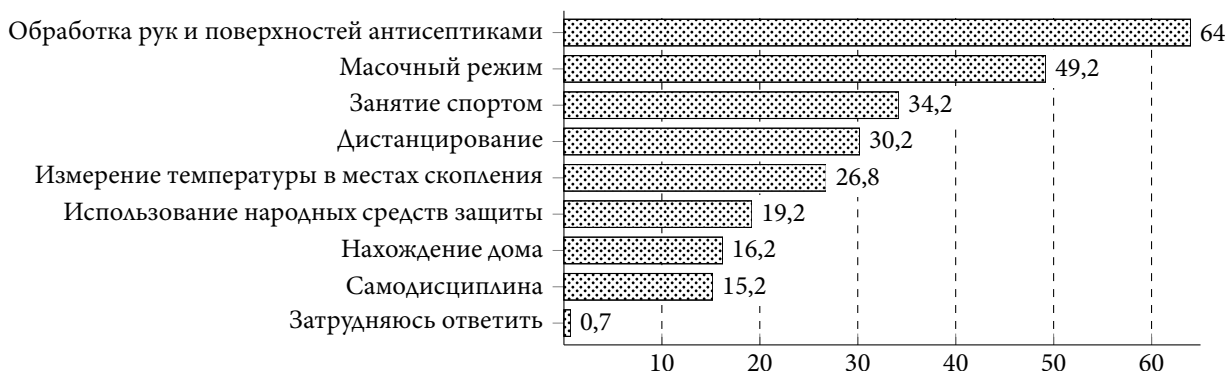 Обработка рук и поверхностей антисептиками 64
Масочный режим 49,2
Занятие спортом 34,2
Дистанцирование 30,2
Измерение температуры в местах скопления 26,8
Использование народных средств защиты 19,2
Нахождение дома 16,2
Самодисциплина 15,2
Затрудняюсь ответить 0,7
10 20 30 40 50 60